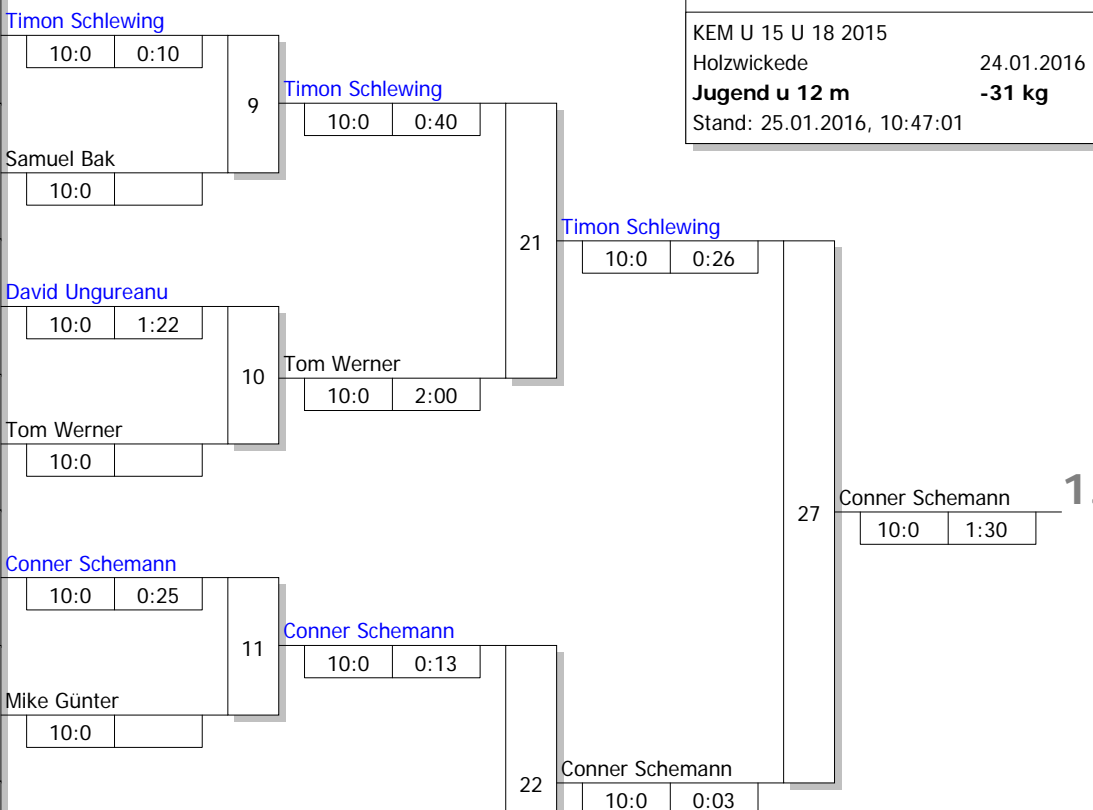 Timon Schlewing
10:0 0:10
9
Samuel Bak
10:0
David Ungureanu
10:0 1:22
10
Tom Werner
10:0
Conner Schemann
10:0 0:25
11
Mike Günter
10:0
Timon Schlewing
10:0 0:40
21
Tom Werner
10:0 2:00
Conner Schemann
10:0 0:13
22
Timon Schlewing
10:0 0:26
27
Conner Schemann
10:0 0:03
Conner Schemann
10:0 1:30
1.
KEM U 15 U 18 2015
Holzwickede 24.01.2016
Jugend u 12 m -31 kg
Stand: 25.01.2016, 10:47:01